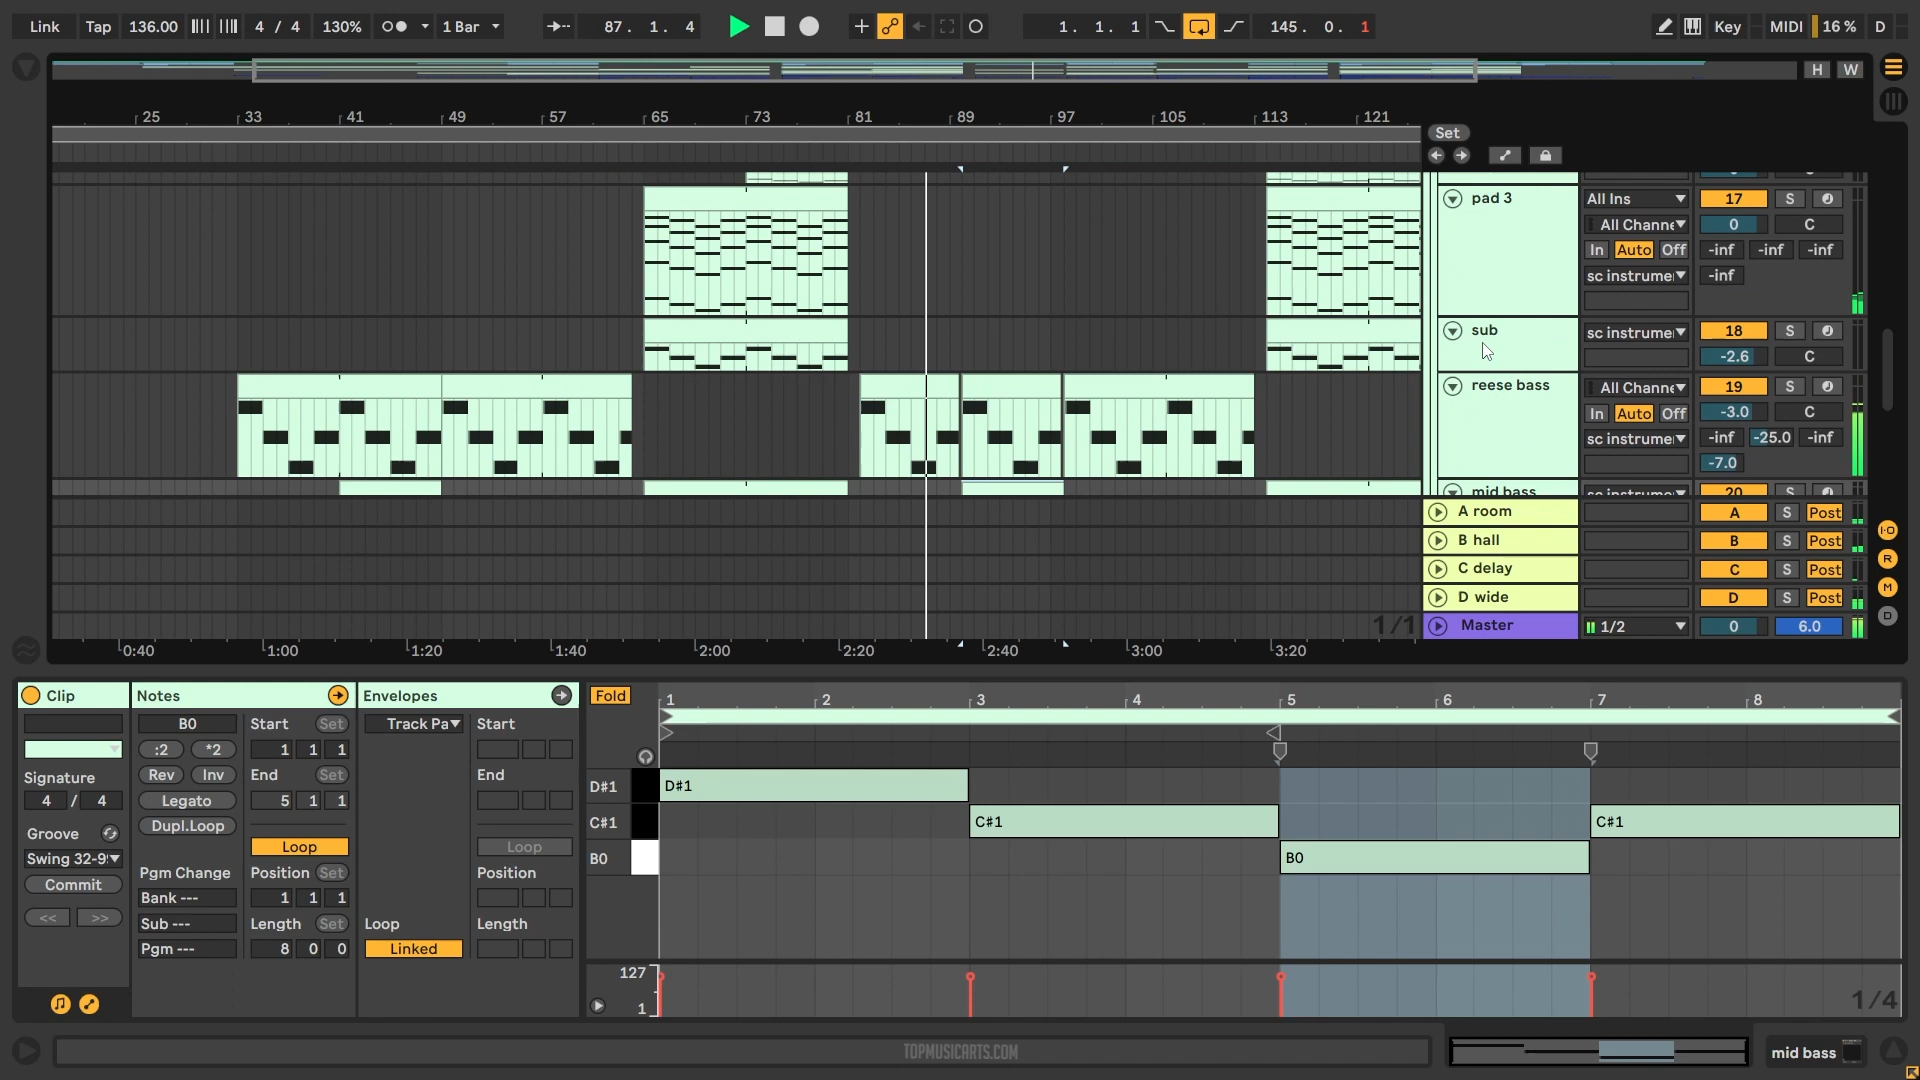 Link Tap 136.00 4 / 4 130% 1 Bar 87. 1. 4 1. 1. 1 145. 0. 1 Key MIDI 16 % D
H W
25 33 41 49 57 65 73 81 89 97 105 113 121
Set
pad 3 All Ins 17 S
All Channe 0 C
In Auto Off -inf -inf -inf
sc instrumei -inf
sub sc instrumei 18 S
-2.6 C
reese bass All Channe 19 S
In Auto Off -3.0 C
sc instrumei -inf -25.0 -inf
-7.0
mid bass sc instrumei 20 S
A room A S Post
B hall B S Post
C delay C S Post
D wide D S Post
1/1 Master 1/2 0 6.0
I·O
R
M
D
0:40 1:00 1:20 1:40 2:00 2:20 2:40 3:00 3:20
Clip Notes Envelopes Fold 1 2 3 4 5 6 7 8
B0 Start Set Track Pa Start
:2 *2 1 1 1
Signature Rev Inv End Set End
4 / 4 Legato 5 1 1
Groove Dupl.Loop Loop Loop
Swing 32-9
Commit Pgm Change Position Set Position
<< >> Bank --- 1 1 1
Sub --- Length Set Loop Length
Pgm --- 8 0 0 Linked
D#1 D#1
C#1 C#1 C#1
B0 B0
127
1 1/4
TOPMUSICARTS.COM
mid bass